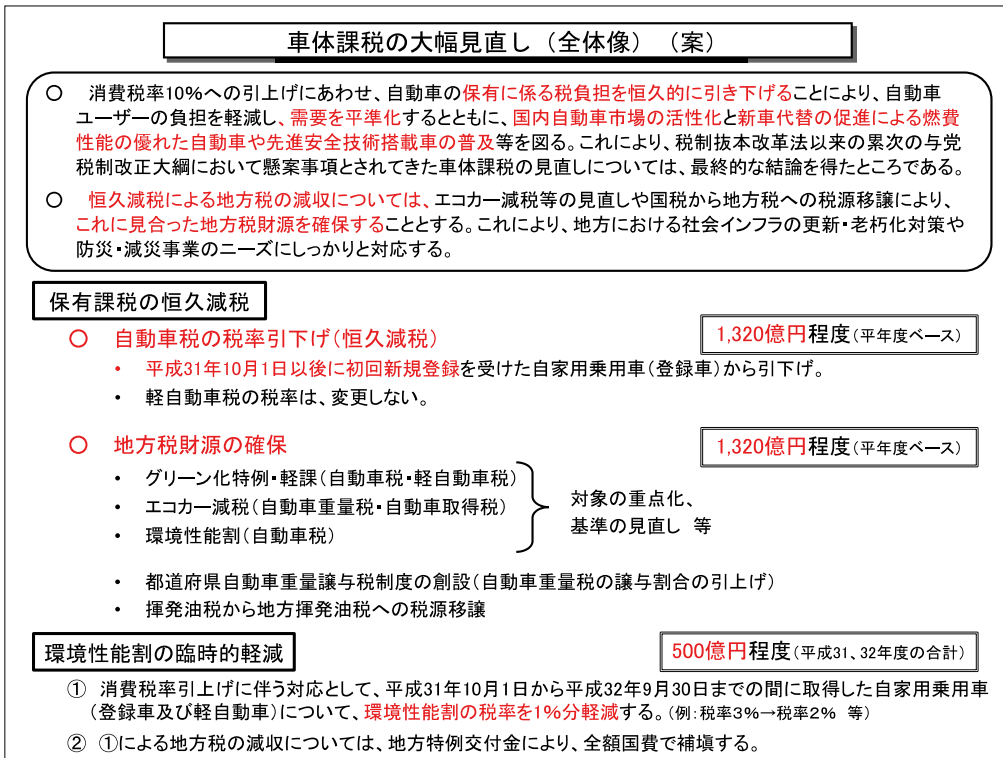 車体課税の大幅見直し（全体像）（案）
○ 消費税率10％への引上げにあわせ、自動車の保有に係る税負担を恒久的に引き下げることにより、自動車
ユーザーの負担を軽減し、需要を平準化するとともに、国内自動車市場の活性化と新車代替の促進による燃費
性能の優れた自動車や先進安全技術搭載車の普及等を図る。これにより、税制抜本改革法以来の累次の与党
税制改正大綱において懸案事項とされてきた車体課税の見直しについては、最終的な結論を得たところである。
○ 恒久減税による地方税の減収については、エコカー減税等の見直しや国税から地方税への税源移譲により、
これに見合った地方税財源を確保することとする。これにより、地方における社会インフラの更新・老朽化対策や
防災・減災事業のニーズにしっかりと対応する。
保有課税の恒久減税
○ 自動車税の税率引下げ（恒久減税） 1,320億円程度（平年度ベース）
・ 平成31年10月1日以後に初回新規登録を受けた自家用乗用車（登録車）から引下げ。
・ 軽自動車税の税率は、変更しない。
○ 地方税財源の確保 1,320億円程度（平年度ベース）
・ グリーン化特例・軽課（自動車税・軽自動車税）
・ エコカー減税（自動車重量税・自動車取得税）
・ 環境性能割（自動車税）
対象の重点化、
基準の見直し 等
・ 都道府県自動車重量譲与税制度の創設（自動車重量税の譲与割合の引上げ）
・ 揮発油税から地方揮発油税への税源移譲
環境性能割の臨時的軽減 500億円程度（平成31、32年度の合計）
① 消費税率引上げに伴う対応として、平成31年10月1日から平成32年9月30日までの間に取得した自家用乗用車
（登録車及び軽自動車）について、環境性能割の税率を1％分軽減する。（例：税率3％→税率2％ 等）
② ①による地方税の減収については、地方特例交付金により、全額国費で補塡する。